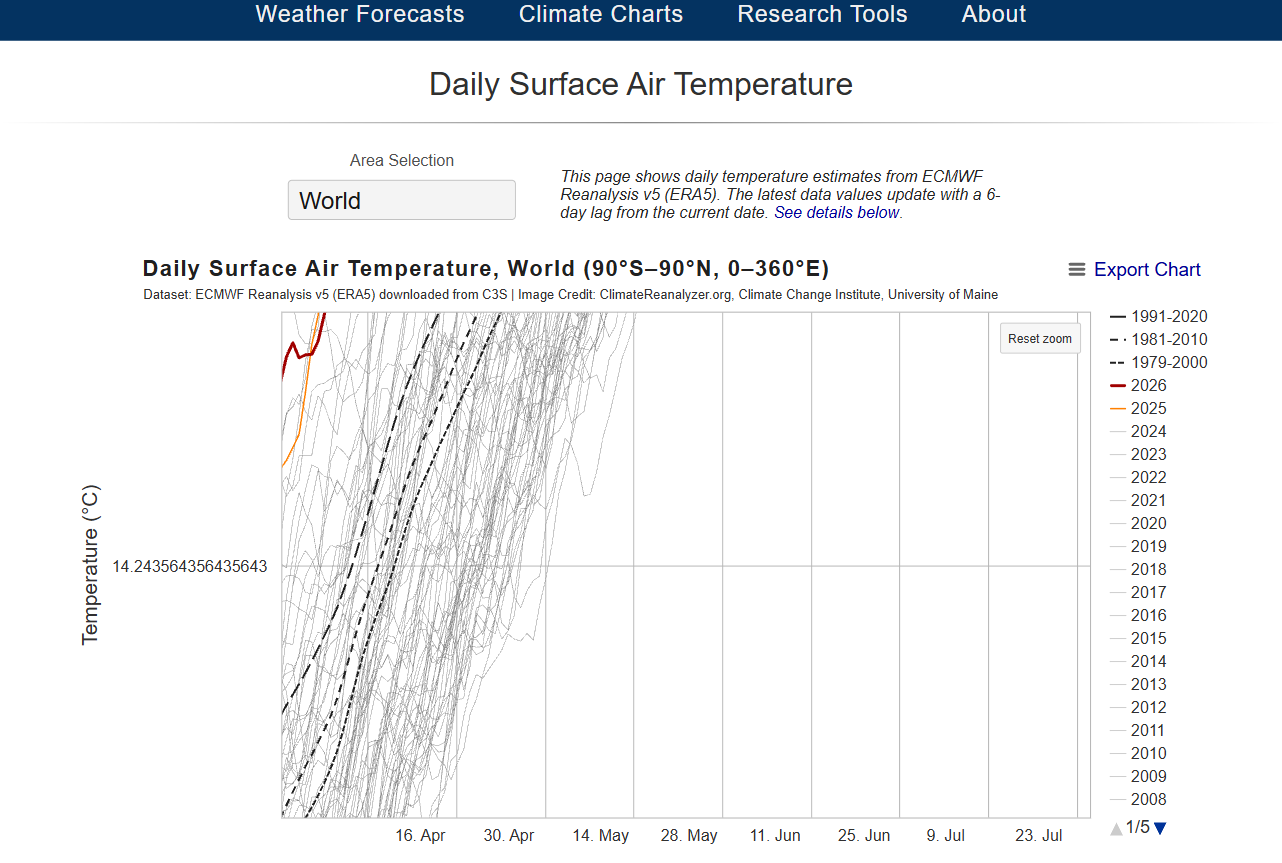 Weather Forecasts Climate Charts Research Tools About
Daily Surface Air Temperature
Area Selection
World
This page shows daily temperature estimates from ECMWF
Reanalysis v5 (ERA5). The latest data values update with a 6-
day lag from the current date. See details below.
Daily Surface Air Temperature, World (90°S–90°N, 0–360°E)
Export Chart
Dataset: ECMWF Reanalysis v5 (ERA5) downloaded from C3S | Image Credit: ClimateReanalyzer.org, Climate Change Institute, University of Maine
Reset zoom
Temperature (°C)
14.243564356435643
16. Apr 30. Apr 14. May 28. May 11. Jun 25. Jun 9. Jul 23. Jul
1991-2020
1981-2010
1979-2000
2026
2025
2024
2023
2022
2021
2020
2019
2018
2017
2016
2015
2014
2013
2012
2011
2010
2009
2008
1/5